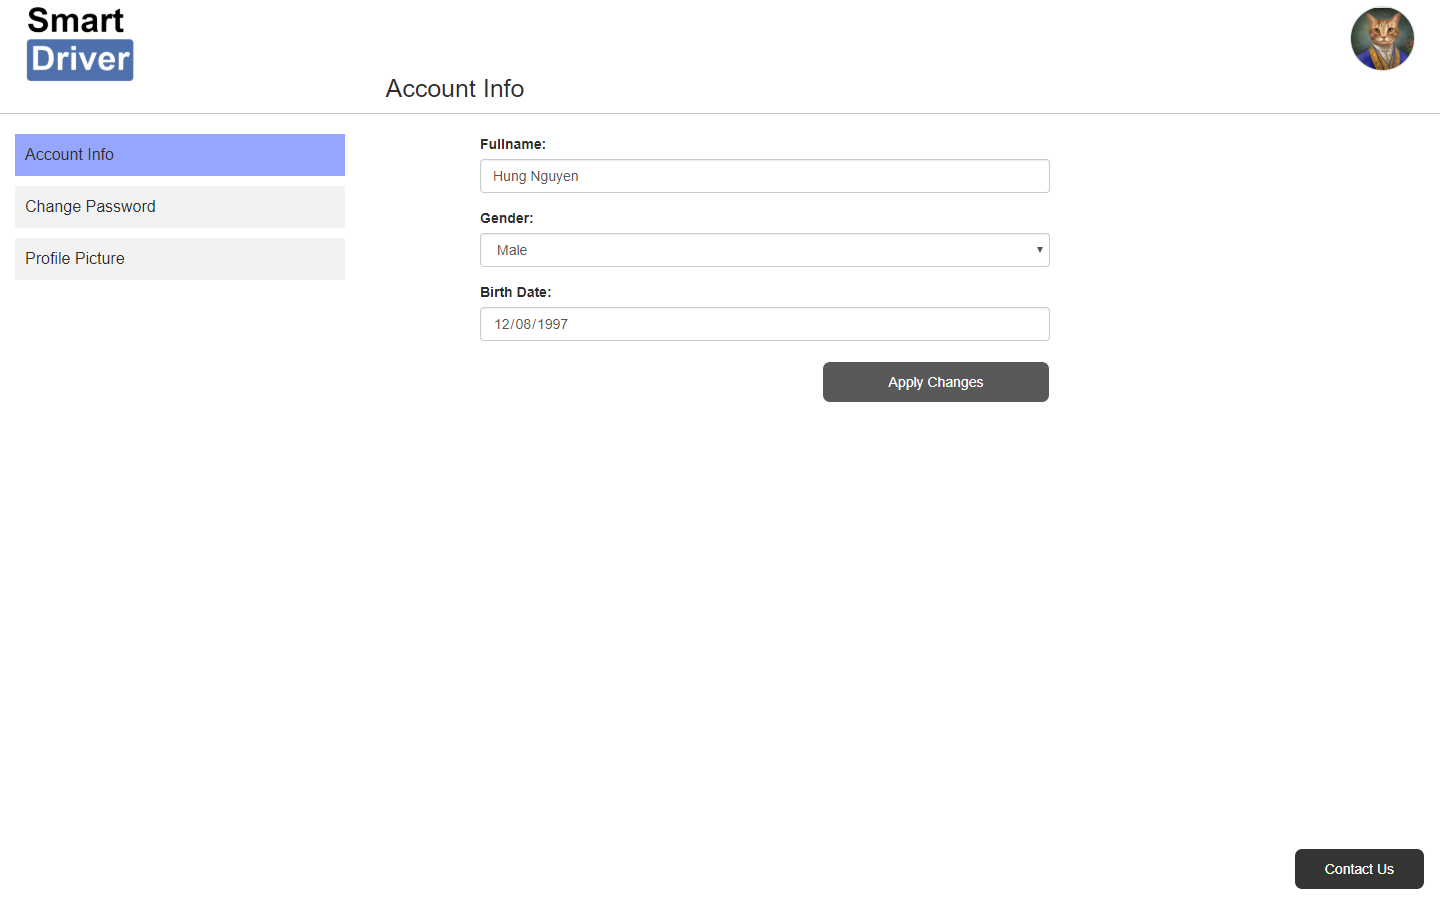 Smart
Driver
Account Info
Account Info
Change Password
Profile Picture
Fullname:
Hung Nguyen
Gender:
Male
Birth Date:
12/08/1997
Apply Changes
Contact Us